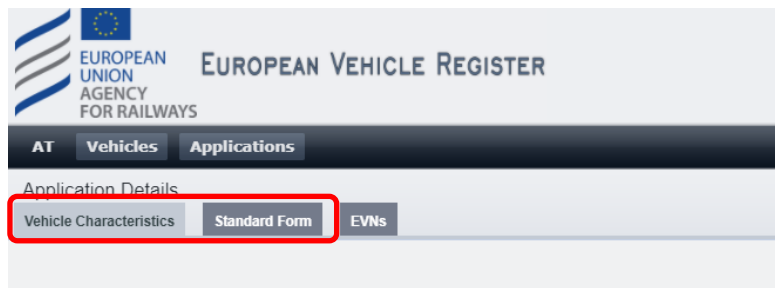 EUROPEAN
UNION
AGENCY
FOR RAILWAYS
EUROPEAN VEHICLE REGISTER
AT Vehicles Applications
Application Details
Vehicle Characteristics Standard Form EVNs